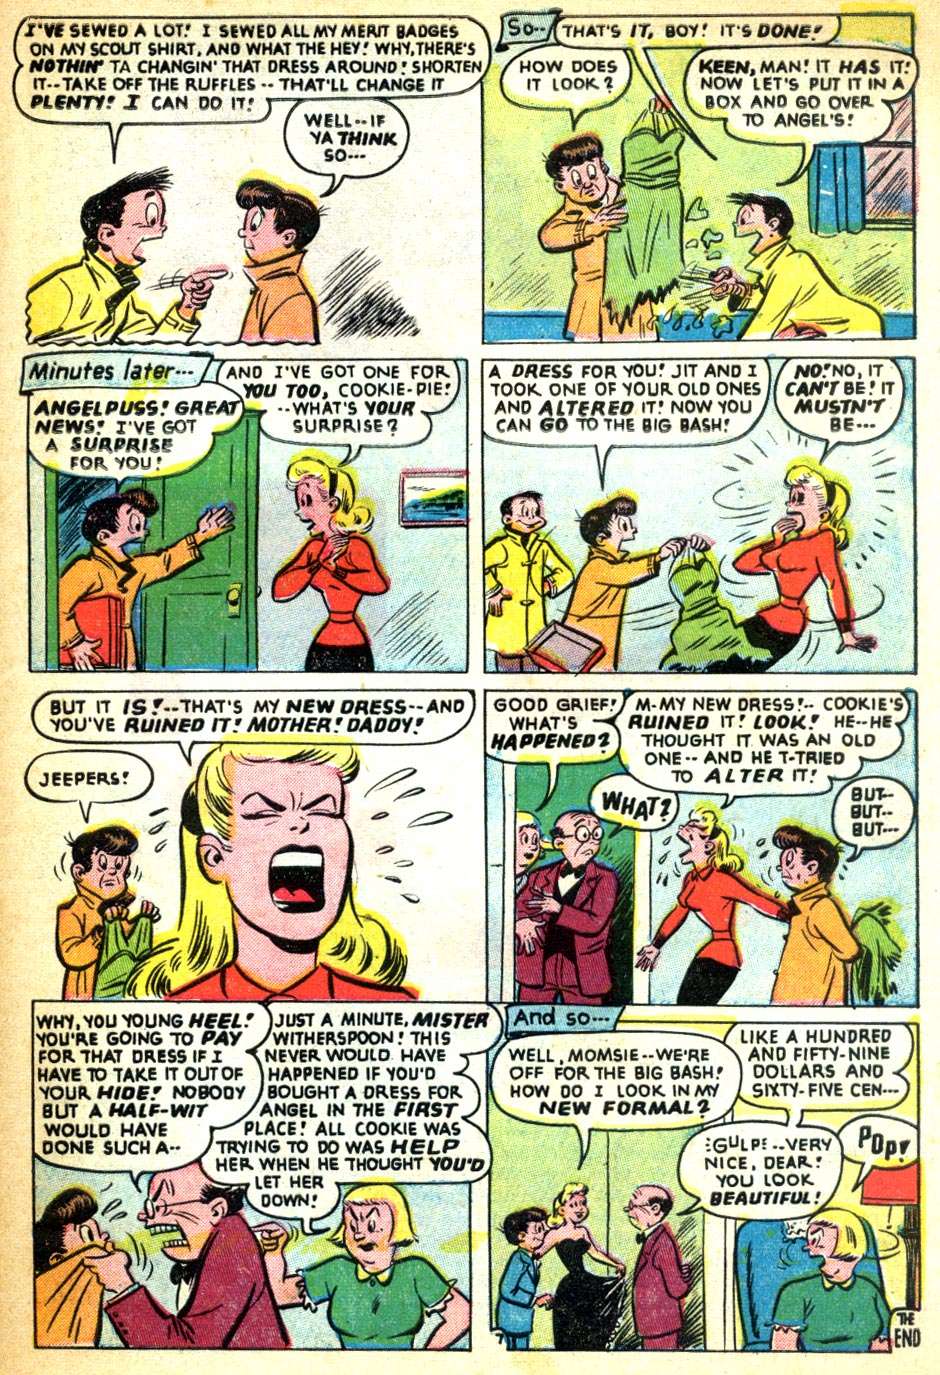 I'VE SEWED A LOT! I SEWED ALL MY MERIT BADGES
ON MY SCOUT SHIRT, AND WHAT THE HEY! WHY, THERE'S
NOTHIN' TA CHANGIN' THAT DRESS AROUND! SHORTEN
IT--TAKE OFF THE RUFFLES -- THAT'LL CHANGE IT
PLENTY! I CAN DO IT!
WELL--IF
YA THINK
SO---
So--
THAT'S IT, BOY! IT'S DONE!
HOW DOES
IT LOOK?
KEEN, MAN! IT HAS IT!
NOW LET'S PUT IT IN A
BOX AND GO OVER
TO ANGEL'S!
Minutes later---
ANGELPUSS! GREAT
NEWS! I'VE GOT
A SURPRISE
FOR YOU!
AND I'VE GOT ONE FOR
YOU TOO, COOKIE-PIE!
--WHAT'S YOUR
SURPRISE?
A DRESS FOR YOU! JIT AND I
TOOK ONE OF YOUR OLD ONES
AND ALTERED IT! NOW YOU
CAN GO TO THE BIG BASH!
NO! NO, IT
CAN'T BE! IT
MUSTN'T
BE---
BUT IT IS!--THAT'S MY NEW DRESS--AND
YOU'VE RUINED IT! MOTHER! DADDY!
JEEPERS!
GOOD GRIEF!
WHAT'S
HAPPENED?
WHAT?
M-MY NEW DRESS!-- COOKIE'S
RUINED IT! LOOK! HE--HE
THOUGHT IT WAS AN OLD
ONE--AND HE T-TRIED
TO ALTER IT!
BUT--
BUT--
BUT---
WHY, YOU YOUNG HEEL!
YOU'RE GOING TO PAY
FOR THAT DRESS IF I
HAVE TO TAKE IT OUT OF
YOUR HIDE! NOBODY
BUT A HALF-WIT
WOULD HAVE
DONE SUCH A--
JUST A MINUTE, MISTER
WITHERSPOON! THIS
NEVER WOULD HAVE
HAPPENED IF YOU'D
BOUGHT A DRESS FOR
ANGEL IN THE FIRST
PLACE! ALL COOKIE WAS
TRYING TO DO WAS HELP
HER WHEN HE THOUGHT YOU'D
LET HER
DOWN!
And so---
WELL, MOMSIE--WE'RE
OFF FOR THE BIG BASH!
HOW DO I LOOK IN MY
NEW FORMAL?
LIKE A HUNDRED
AND FIFTY-NINE
DOLLARS AND
SIXTY-FIVE CEN---
:GULP:--VERY
NICE, DEAR!
YOU LOOK
BEAUTIFUL!
POP!
7
THE
END